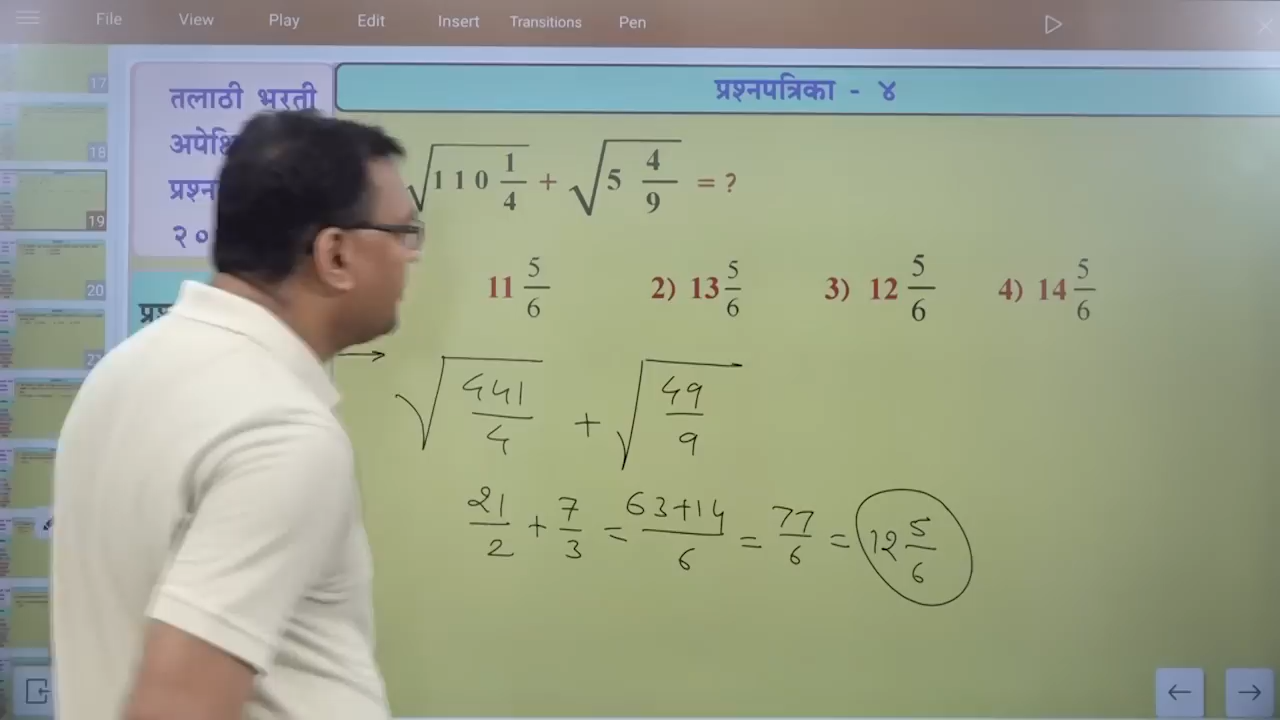 File View Play Edit Insert Transitions Pen
तलाठी भरती
प्रश्नपत्रिका - ४
17
18
19
20
√110 1/4 + √5 4/9 = ?
11 5/6 2) 13 5/6 3) 12 5/6 4) 14 5/6
→ √441/4 + √49/9
21/2 + 7/3 = 63+14/6 = 77/6 = 12 5/6